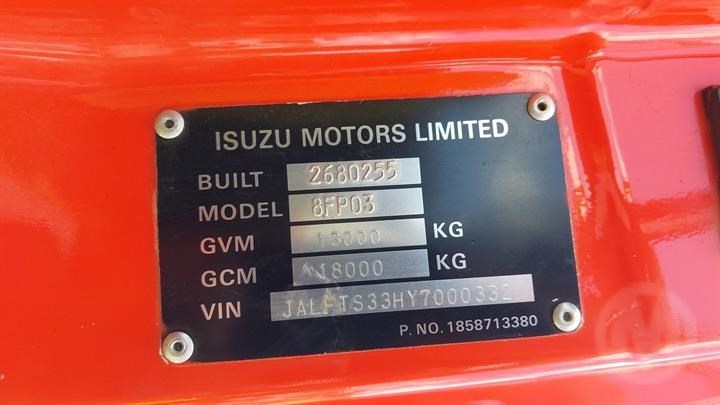 ISUZU MOTORS LIMITED
BUILT 2680255
MODEL 8FP03
GVM 13000 KG
GCM 18000 KG
VIN JALFTS33HY7000332
P. NO. 1858713380